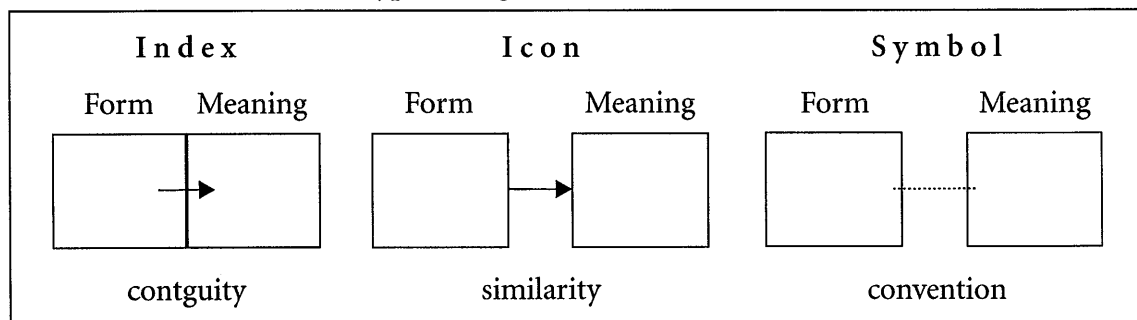 Index Icon Symbol
Form Meaning Form Meaning Form Meaning
contguity similarity convention